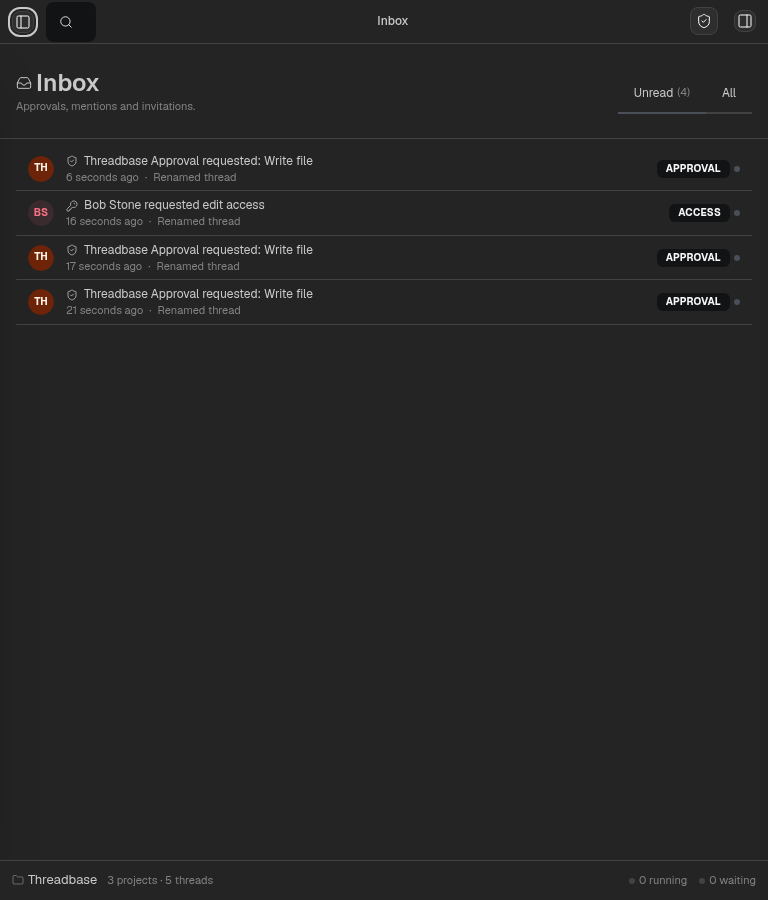 Inbox
Inbox
Approvals, mentions and invitations.
Unread (4)
All
TH
Threadbase Approval requested: Write file
6 seconds ago · Renamed thread
APPROVAL
BS
Bob Stone requested edit access
16 seconds ago · Renamed thread
ACCESS
TH
Threadbase Approval requested: Write file
17 seconds ago · Renamed thread
APPROVAL
TH
Threadbase Approval requested: Write file
21 seconds ago · Renamed thread
APPROVAL
Threadbase 3 projects · 5 threads
0 running 0 waiting